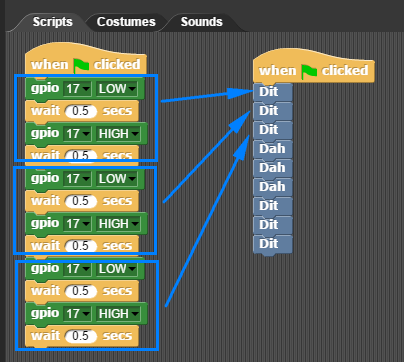 Scripts Costumes Sounds
when clicked
gpio 17 LOW
wait 0.5 secs
gpio 17 HIGH
wait 0.5 secs
gpio 17 LOW
wait 0.5 secs
gpio 17 HIGH
wait 0.5 secs
gpio 17 LOW
wait 0.5 secs
gpio 17 HIGH
wait 0.5 secs
when clicked
Dit
Dit
Dit
Dah
Dah
Dah
Dit
Dit
Dit